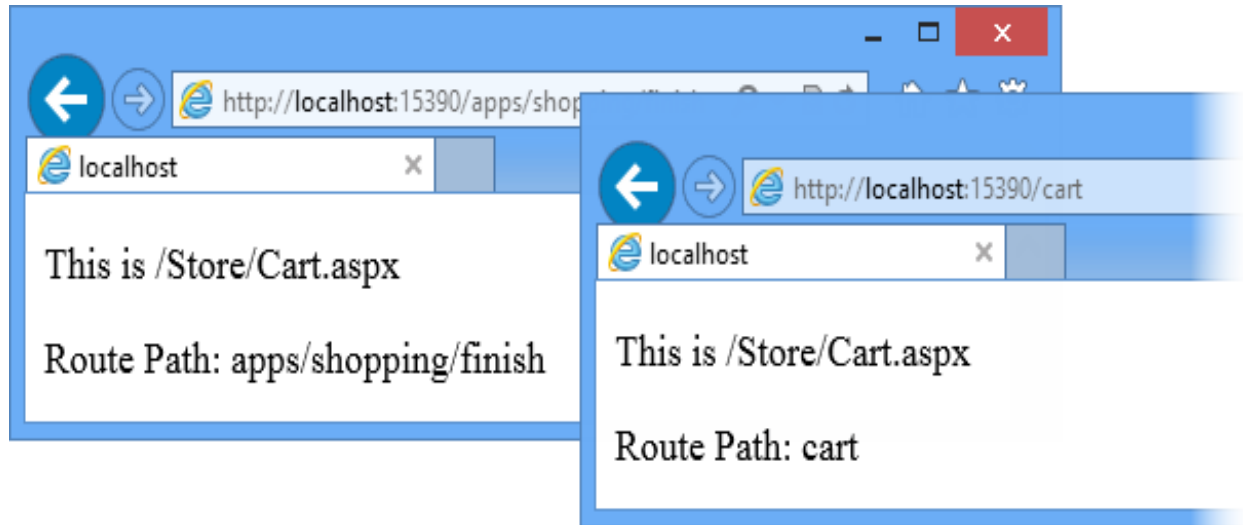 http://localhost:15390/apps/shop
localhost
This is /Store/Cart.aspx
Route Path: apps/shopping/finish
http://localhost:15390/cart
localhost
This is /Store/Cart.aspx
Route Path: cart